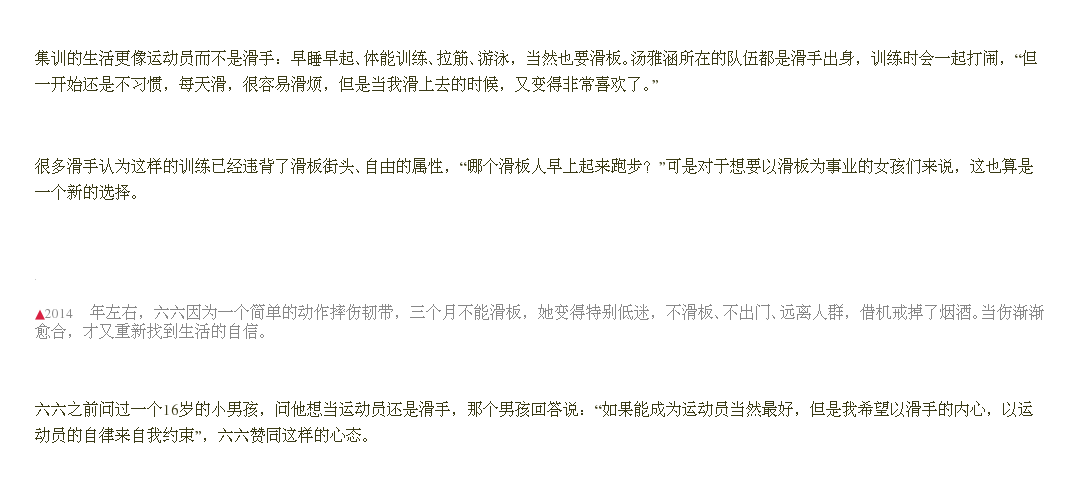 集训的生活更像运动员而不是滑手：早睡早起、体能训练、拉筋、游泳，当然也要滑板。汤雅涵所在的队伍都是滑手出身，训练时会一起打闹，“但
一开始还是不习惯，每天滑，很容易滑烦，但是当我滑上去的时候，又变得非常喜欢了。”
很多滑手认为这样的训练已经违背了滑板街头、自由的属性，“哪个滑板人早上起来跑步？”可是对于想要以滑板为事业的女孩们来说，这也算是
一个新的选择。
▲2014 年左右，六六因为一个简单的动作摔伤韧带，三个月不能滑板，她变得特别低迷，不滑板、不出门、远离人群，借机戒掉了烟酒。当伤渐渐
愈合，才又重新找到生活的自信。
六六之前问过一个16岁的小男孩，问他想当运动员还是滑手，那个男孩回答说：“如果能成为运动员当然最好，但是我希望以滑手的内心，以运
动员的自律来自我约束”，六六赞同这样的心态。